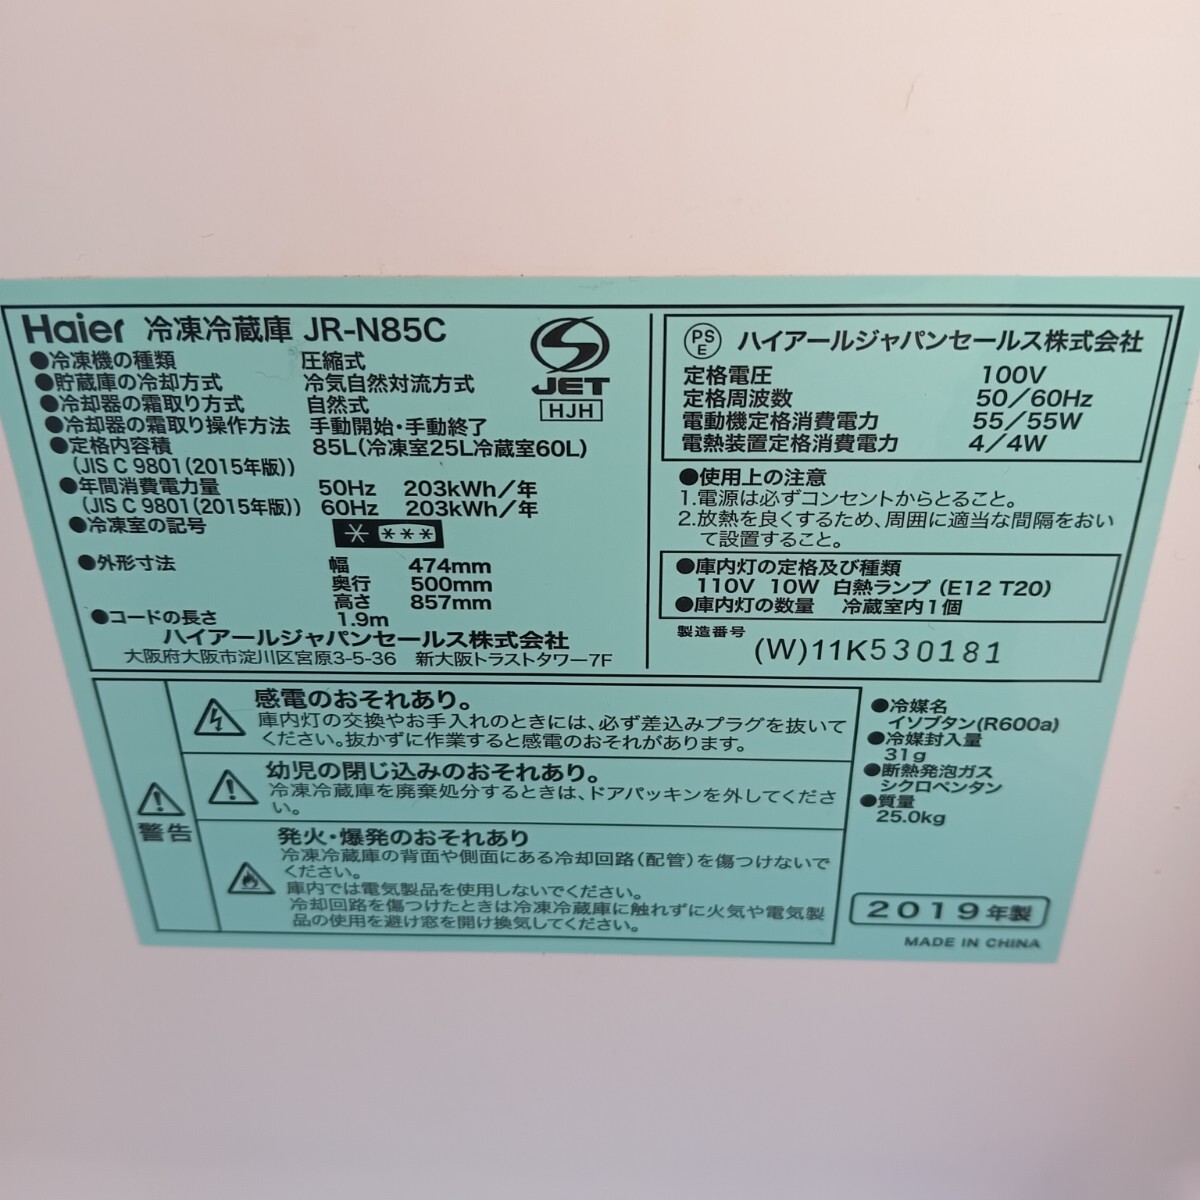 Haier 冷凍冷蔵庫 JR-N85C
●冷凍機の種類 圧縮式
●貯蔵庫の冷却方式 冷気自然対流方式
●冷却器の霜取り方式 自然式
●冷却器の霜取り操作方法 手動開始・手動終了
●定格内容積 85L(冷凍室25L冷蔵室60L)
(JIS C 9801(2015年版))
●年間消費電力量 50Hz 203kWh/年
(JIS C 9801(2015年版)) 60Hz 203kWh/年
●冷凍室の記号
●外形寸法 幅 474mm
奥行 500mm
高さ 857mm
●コードの長さ 1.9m
ハイアールジャパンセールス株式会社
大阪府大阪市淀川区宮原3-5-36 新大阪トラストタワー7F
JET
HJH
PS
E
ハイアールジャパンセールス株式会社
定格電圧 100V
定格周波数 50/60Hz
電動機定格消費電力 55/55W
電熱装置定格消費電力 4/4W
●使用上の注意
1.電源は必ずコンセントからとること。
2.放熱を良くするため、周囲に適当な間隔をおい
て設置すること。
●庫内灯の定格及び種類
110V 10W 白熱ランプ (E12 T20)
●庫内灯の数量 冷蔵室内1個
製造番号 (W)11K530181
警告
感電のおそれあり。
庫内灯の交換やお手入れのときには、必ず差込みプラグを抜いて
ください。抜かずに作業すると感電のおそれがあります。
幼児の閉じ込みのおそれあり。
冷凍冷蔵庫を廃棄処分するときは、ドアパッキンを外してくださ
い。
発火・爆発のおそれあり
冷凍冷蔵庫の背面や側面にある冷却回路(配管)を傷つけないで
ください。
庫内では電気製品を使用しないでください。
冷却回路を傷つけたときは冷凍冷蔵庫に触れずに火気や電気製
品の使用を避け窓を開け換気してください。
●冷媒名
イソブタン(R600a)
●冷媒封入量
31g
●断熱発泡ガス
シクロペンタン
●質量
25.0kg
2019年製
MADE IN CHINA